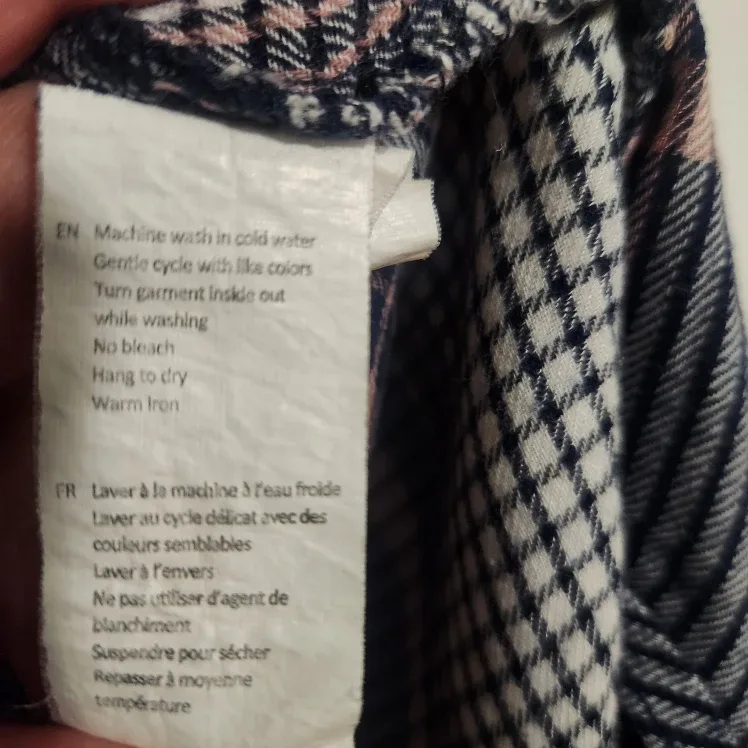 EN Machine wash in cold water
Gentle cycle with like colors
Turn garment inside out
while washing
No bleach
Hang to dry
Warm Iron
FR Laver à la machine à l'eau froide
Laver au cycle délicat avec des
couleurs semblables
Laver à l'envers
Ne pas utiliser d'agent de
blanchiment
Suspendre pour sécher
Repasser à moyenne
température